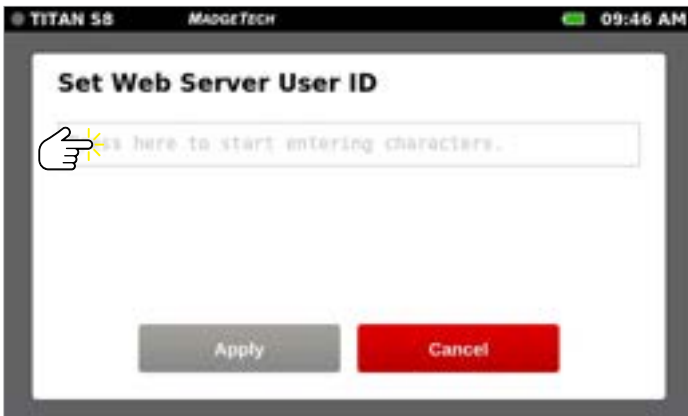 TITAN S8 MADGETECH 09:46 AM
Set Web Server User ID
here to start entering characters.
Apply Cancel